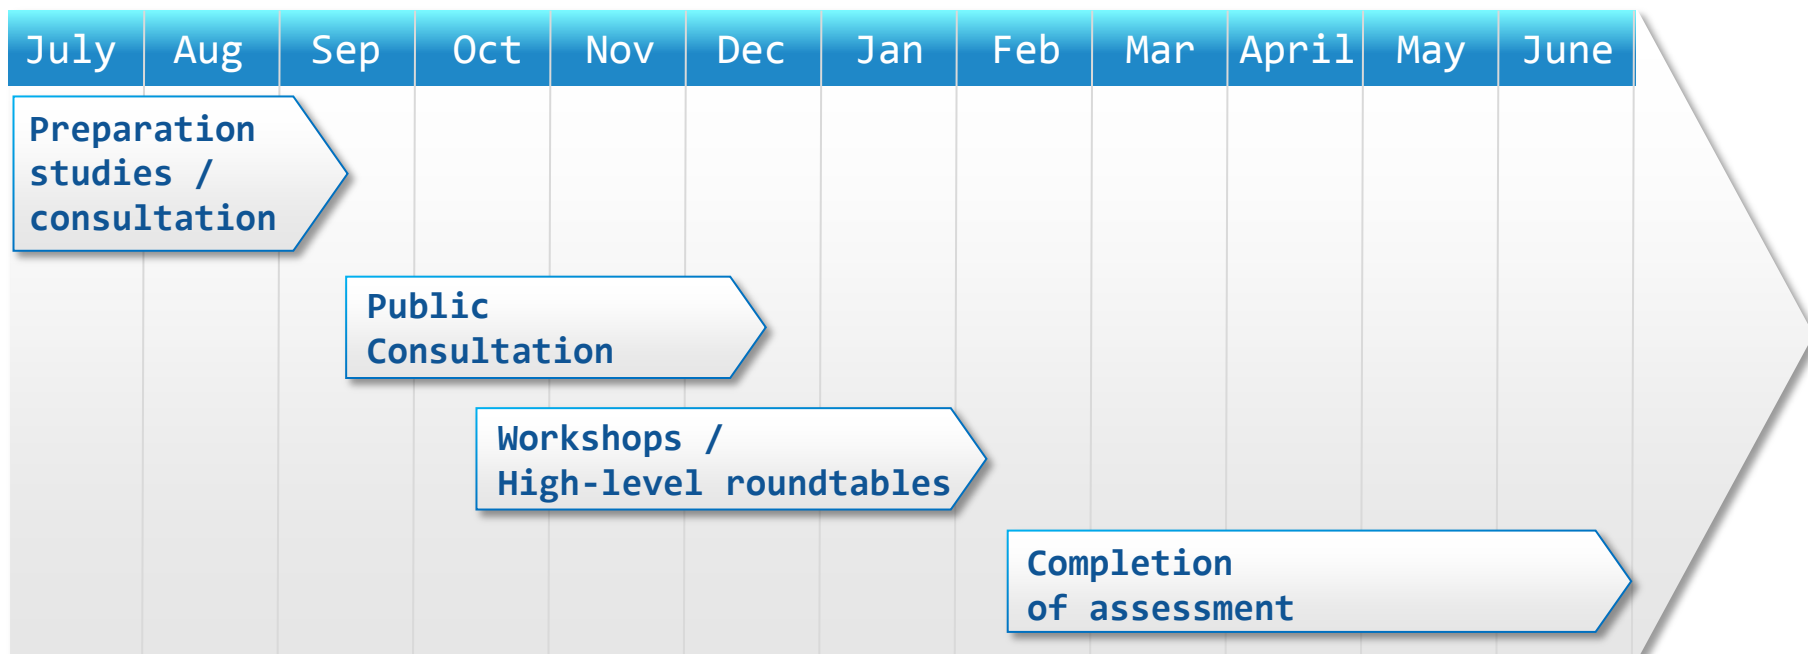 July Aug Sep Oct Nov Dec Jan Feb Mar April May June
Preparation
studies /
consultation
Public
Consultation
Workshops /
High-level roundtables
Completion
of assessment